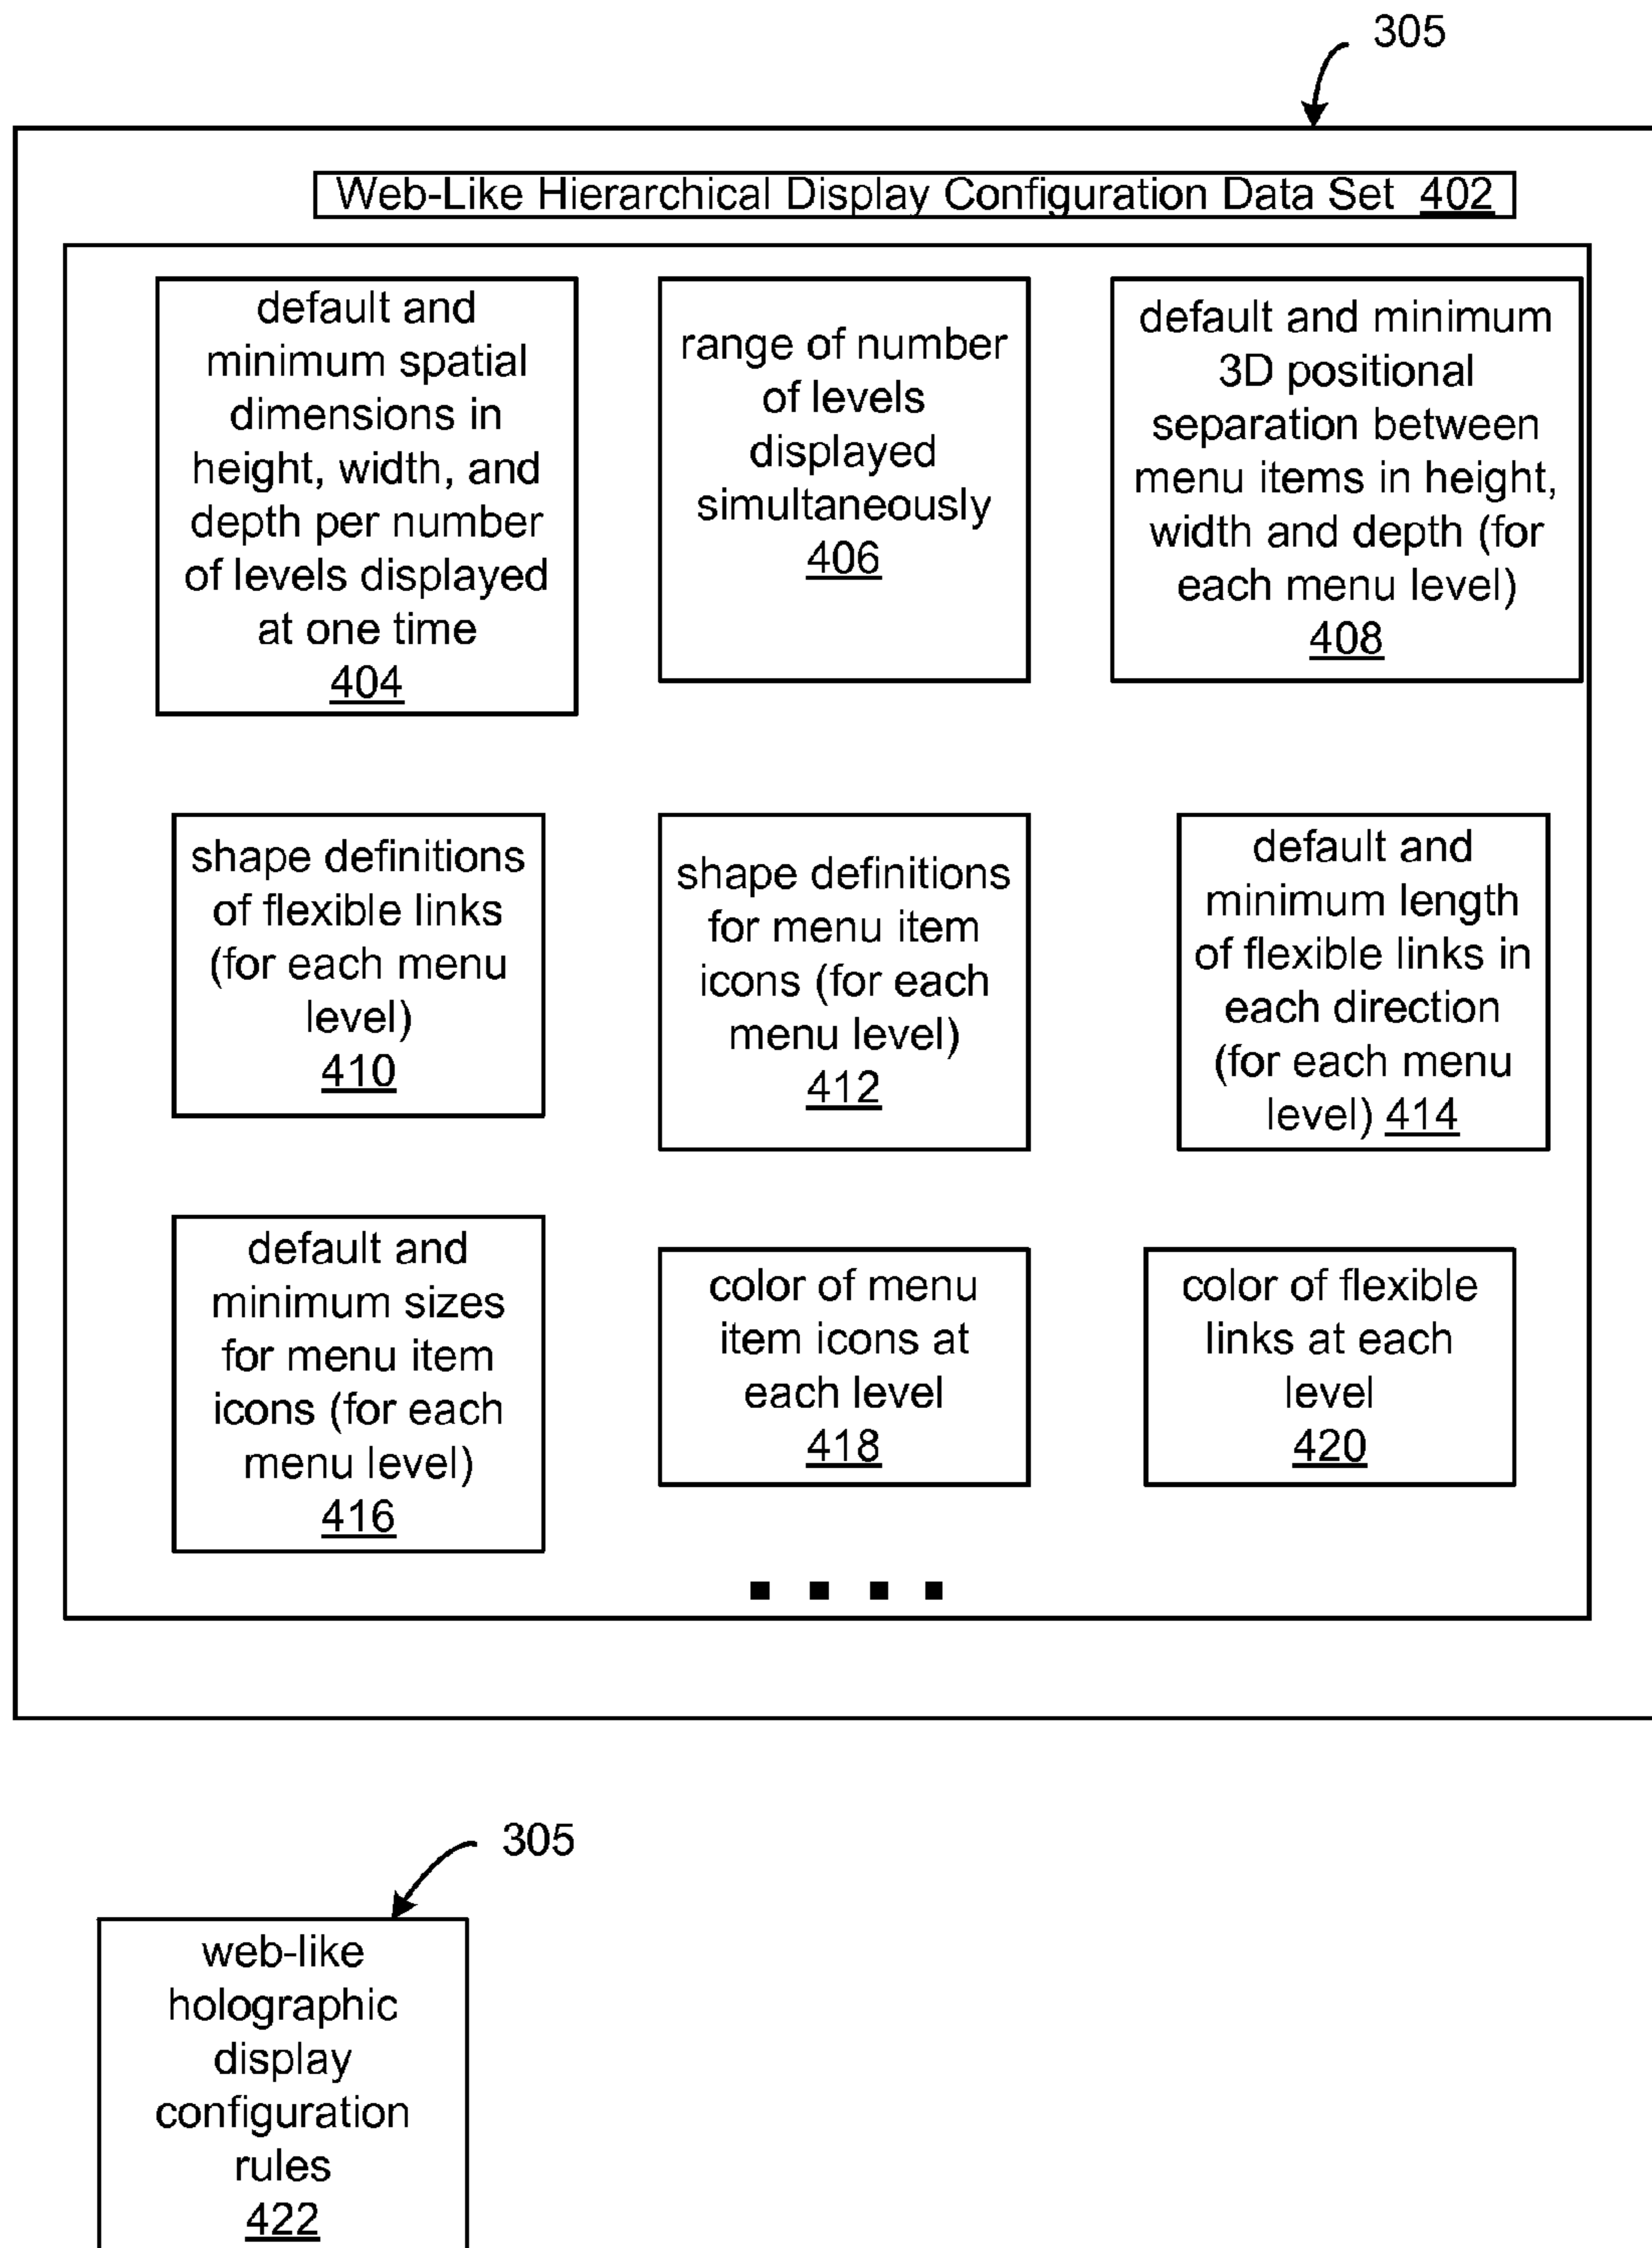 305
Web-Like Hierarchical Display Configuration Data Set 402
default and
minimum spatial
dimensions in
height, width, and
depth per number
of levels displayed
at one time
404
range of number
of levels
displayed
simultaneously
406
default and minimum
3D positional
separation between
menu items in height,
width and depth (for
each menu level)
408
shape definitions
of flexible links
(for each menu
level)
410
shape definitions
for menu item
icons (for each
menu level)
412
default and
minimum length
of flexible links in
each direction
(for each menu
level) 414
default and
minimum sizes
for menu item
icons (for each
menu level)
416
color of menu
item icons at
each level
418
color of flexible
links at each
level
420
305
web-like
holographic
display
configuration
rules
422